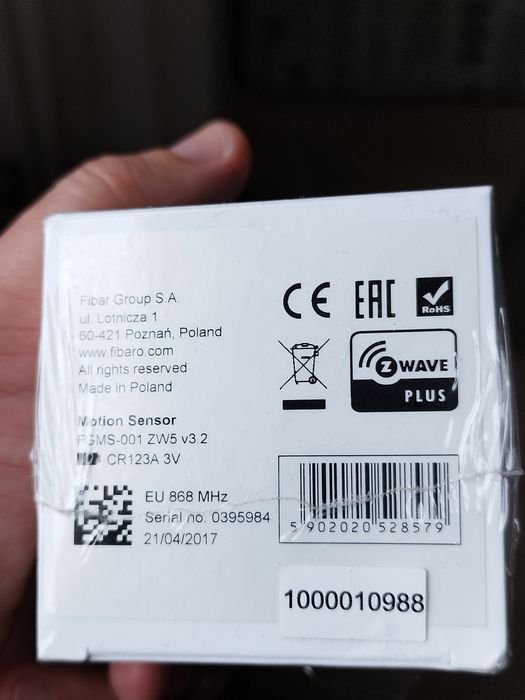 Fibar Group S.A.
ul. Lotnicza 1
60-421 Poznań, Poland
www.fibaro.com
All rights reserved
Made in Poland
CE EAC
RoHS
Z WAVE
PLUS
Motion Sensor
FGMS-001 ZW5 v3.2
CR123A 3V
EU 868 MHz
Serial no. 0395984
21/04/2017
5 902020 528579
1000010988